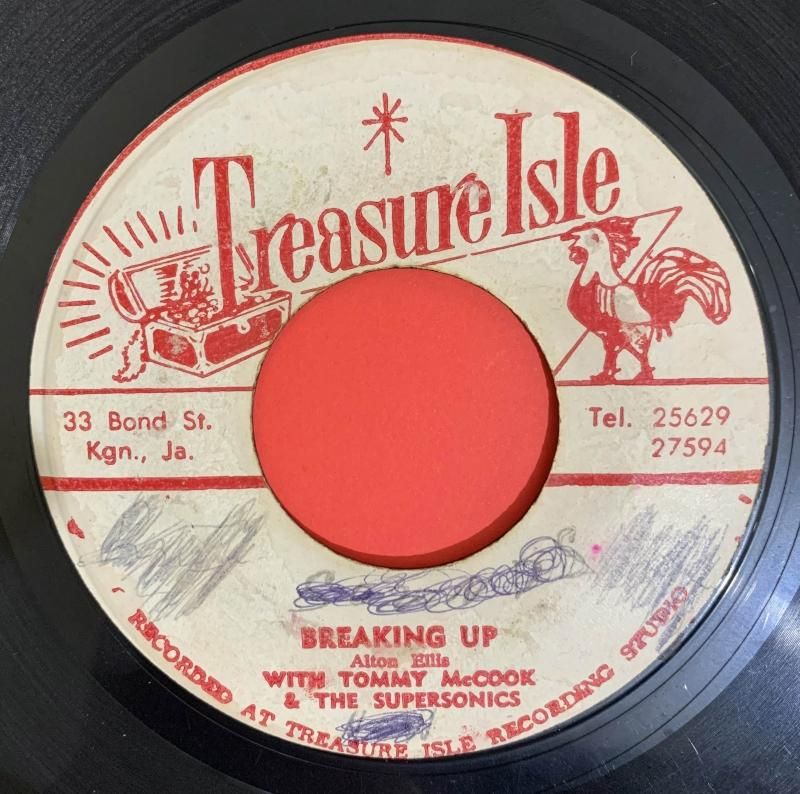 Treasure Isle
33 Bond St.
Kgn., Ja.
Tel. 25629
27594
BREAKING UP
Alton Ellis
WITH TOMMY McCOOK
& THE SUPERSONICS
RECORDED AT TREASURE ISLE RECORDING STUDIO